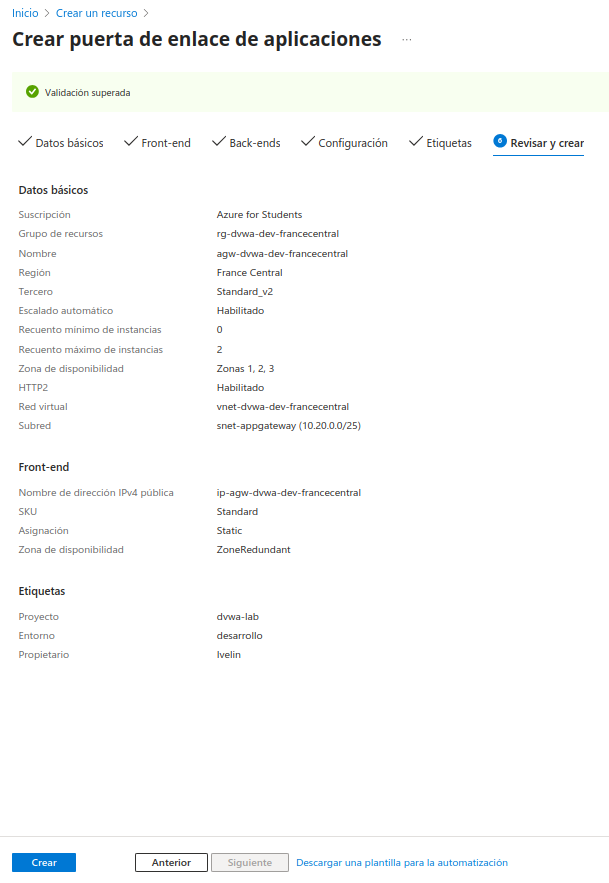 Inicio > Crear un recurso >
Crear puerta de enlace de aplicaciones ...
Validación superada
Datos básicos Front-end Back-ends Configuración Etiquetas 6 Revisar y crear
Datos básicos
Suscripción Azure for Students
Grupo de recursos rg-dvwa-dev-francecentral
Nombre agw-dvwa-dev-francecentral
Región France Central
Tercero Standard_v2
Escalado automático Habilitado
Recuento mínimo de instancias 0
Recuento máximo de instancias 2
Zona de disponibilidad Zonas 1, 2, 3
HTTP2 Habilitado
Red virtual vnet-dvwa-dev-francecentral
Subred snet-appgateway (10.20.0.0/25)
Front-end
Nombre de dirección IPv4 pública ip-agw-dvwa-dev-francecentral
SKU Standard
Asignación Static
Zona de disponibilidad ZoneRedundant
Etiquetas
Proyecto dvwa-lab
Entorno desarrollo
Propietario Ivelin
Crear Anterior Siguiente Descargar una plantilla para la automatización